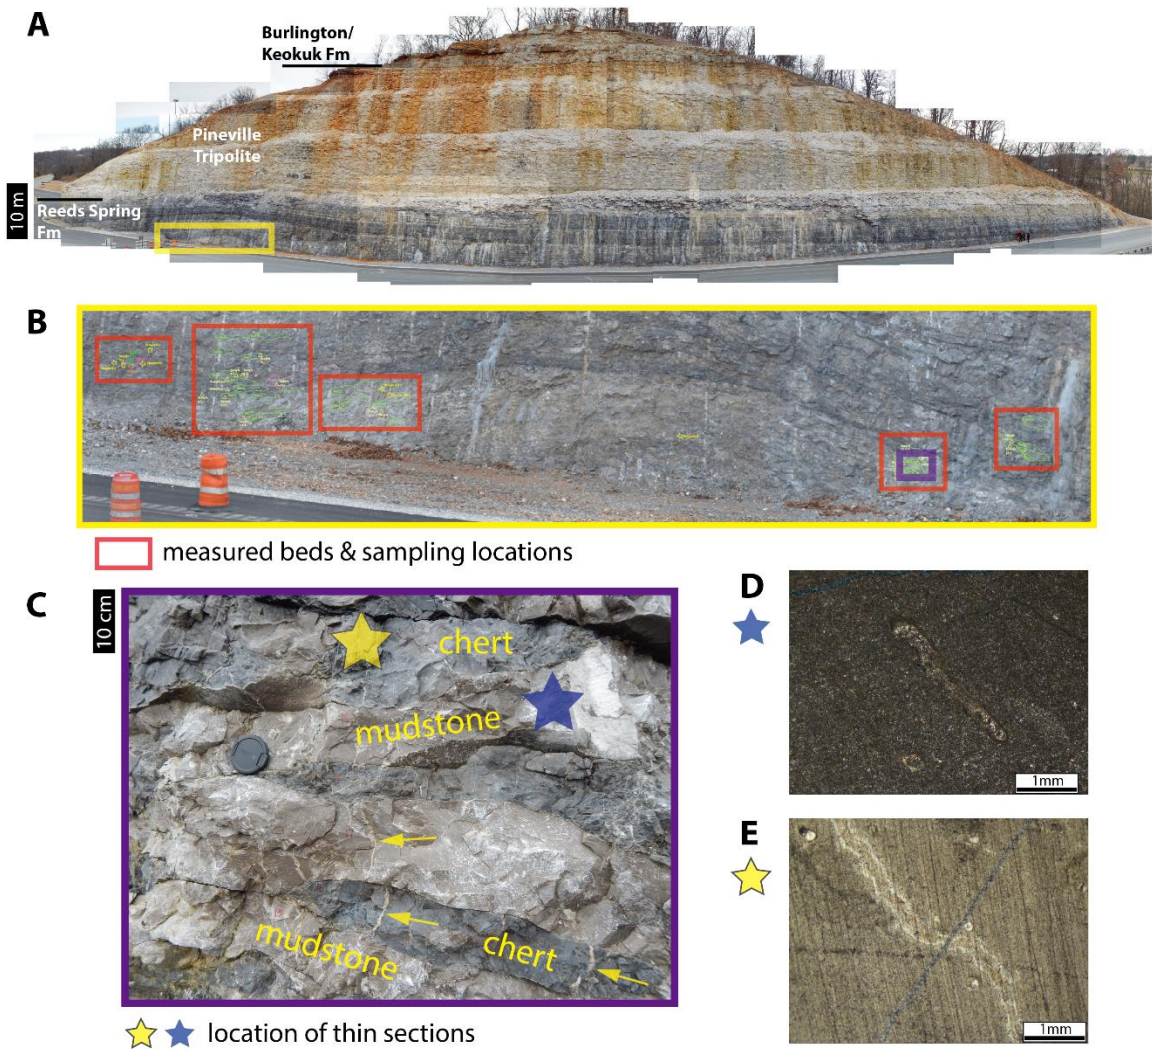 A
Burlington/
Keokuk Fm
Pineville
Tripolite
10 m
Reeds Spring
Fm
B
measured beds & sampling locations
C
10 cm
chert
mudstone
mudstone
chert
location of thin sections
D
1mm
E
1mm